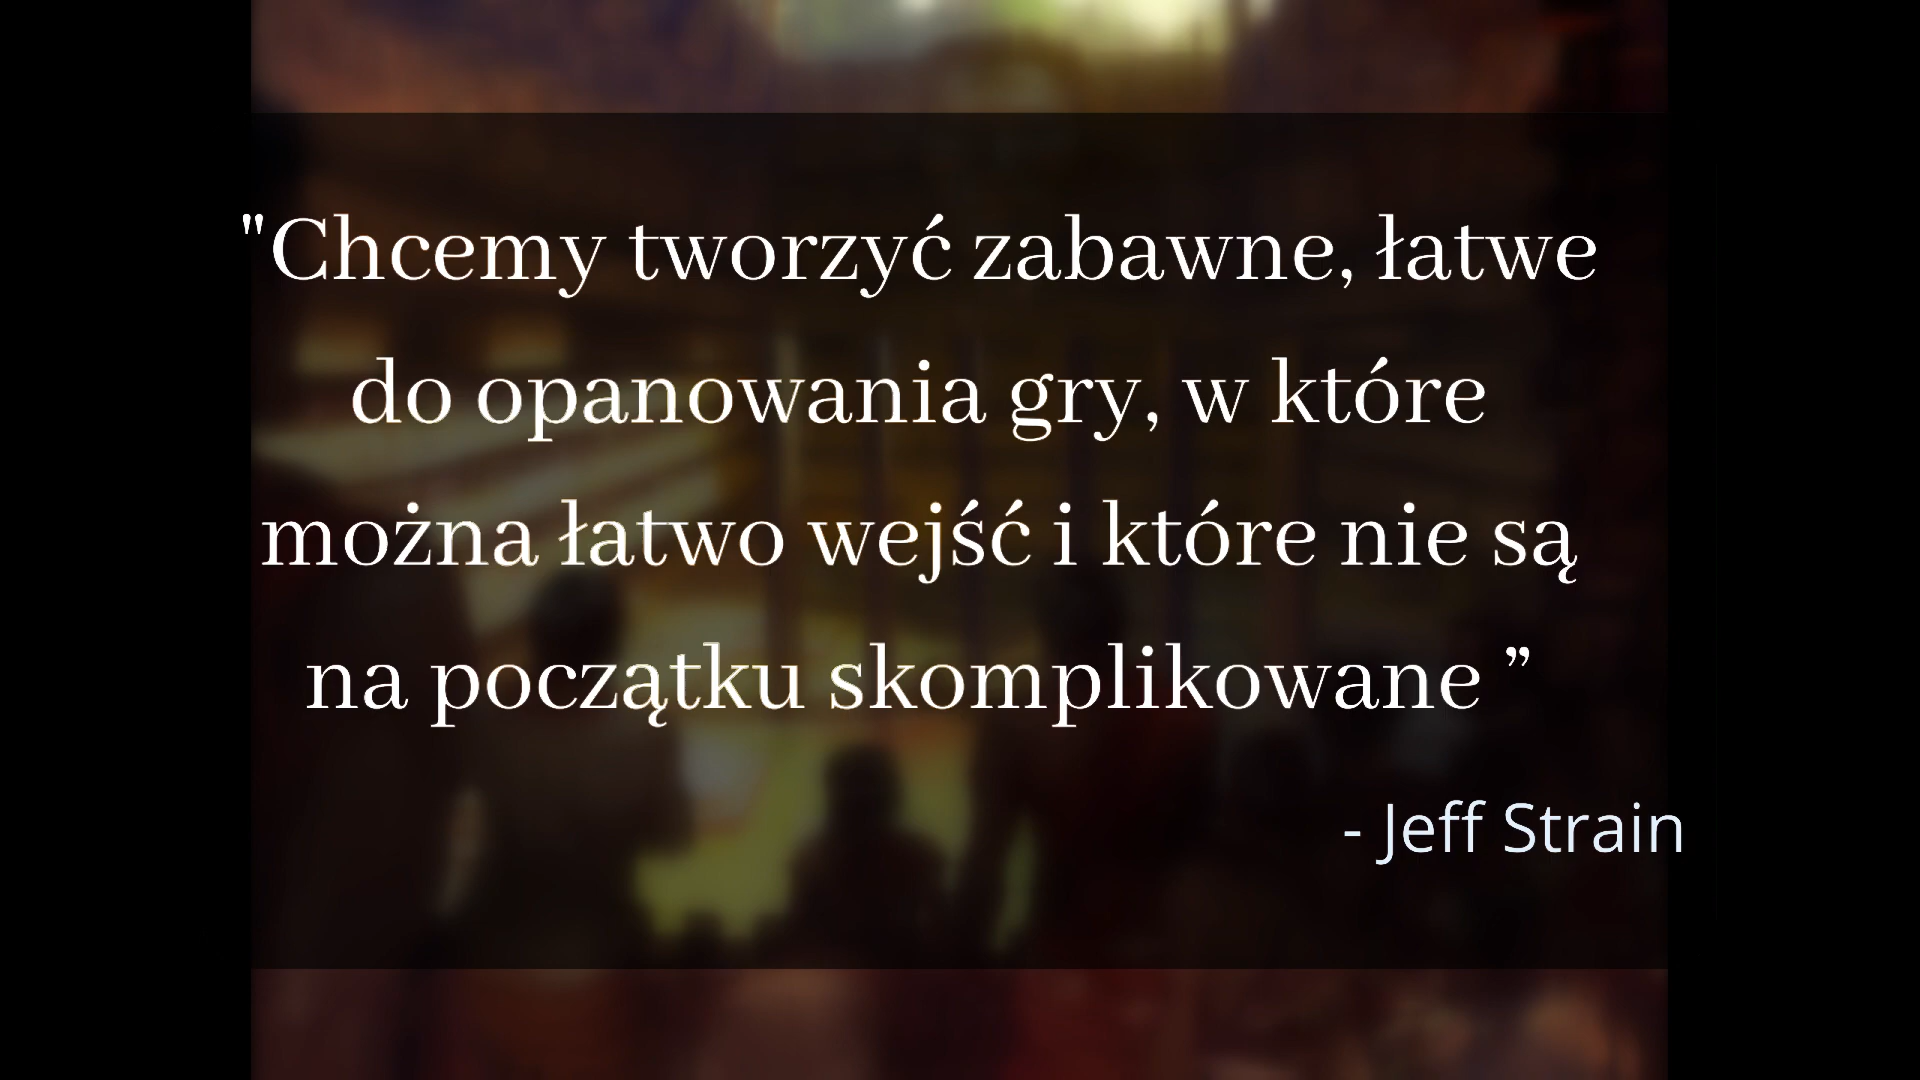 "Chcemy tworzyć zabawne, łatwe
do opanowania gry, w które
można łatwo wejść i które nie są
na początku skomplikowane ”
- Jeff Strain